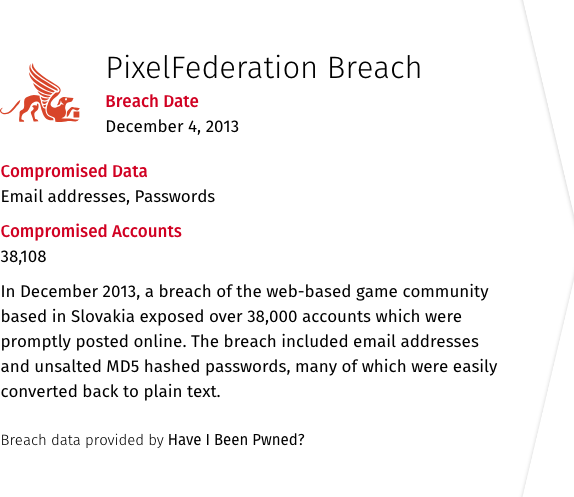 PixelFederation Breach
Breach Date
December 4, 2013
Compromised Data
Email addresses, Passwords
Compromised Accounts
38,108
In December 2013, a breach of the web-based game community
based in Slovakia exposed over 38,000 accounts which were
promptly posted online. The breach included email addresses
and unsalted MD5 hashed passwords, many of which were easily
converted back to plain text.
Breach data provided by Have I Been Pwned?